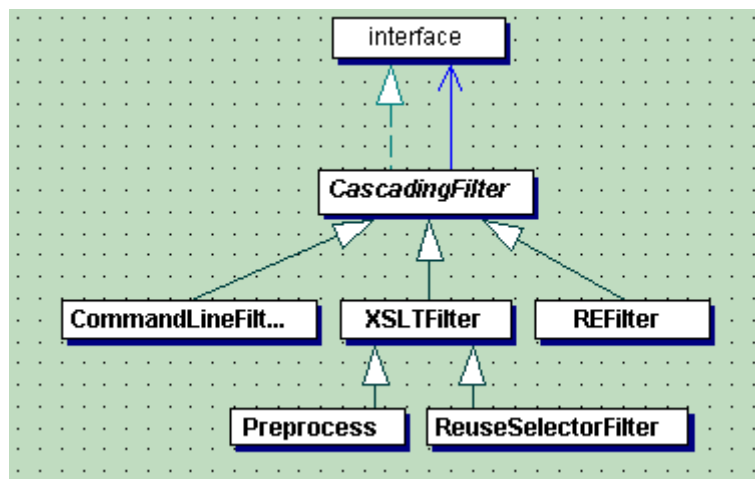 interface
CascadingFilter
CommandLineFilt...
XSLTFilter
REFilter
Preprocess
ReuseSelectorFilter